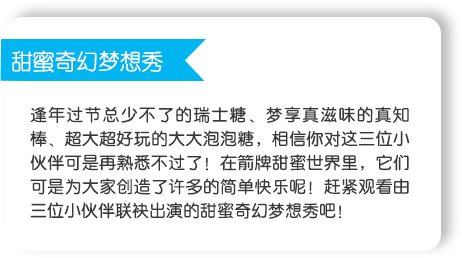 甜蜜奇幻梦想秀
逢年过节总少不了的瑞士糖、梦享真滋味的真知
棒、超大超好玩的大大泡泡糖，相信你对这三位小
伙伴可是再熟悉不过了！在箭牌甜蜜世界里，它们
可是为大家创造了许多的简单快乐呢！赶紧观看由
三位小伙伴联袂出演的甜蜜奇幻梦想秀吧！